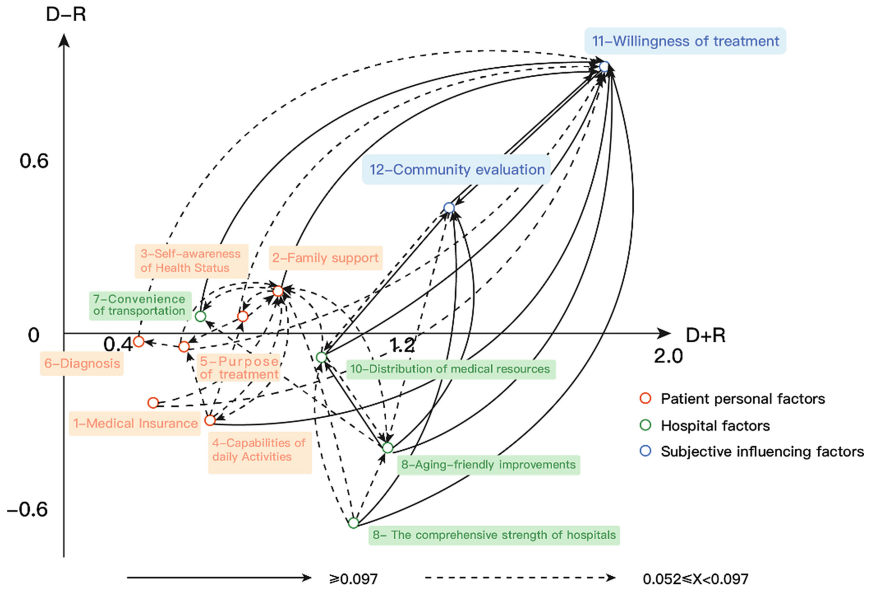 D–R
11–Willingness of treatment
0.6
12–Community evaluation
3–Self–awareness
of Health Status
2–Family support
7–Convenience
of transportation
0
0.4
1.2
D+R
2.0
6–Diagnosis
5–Purpose
of treatment
10–Distribution of medical resources
1–Medical Insurance
4–Capabilities of
daily Activities
8–Aging–friendly improvements
Patient personal factors
Hospital factors
Subjective influencing factors
–0.6
8– The comprehensive strength of hospitals
⩾0.097
0.052⩽X<0.097